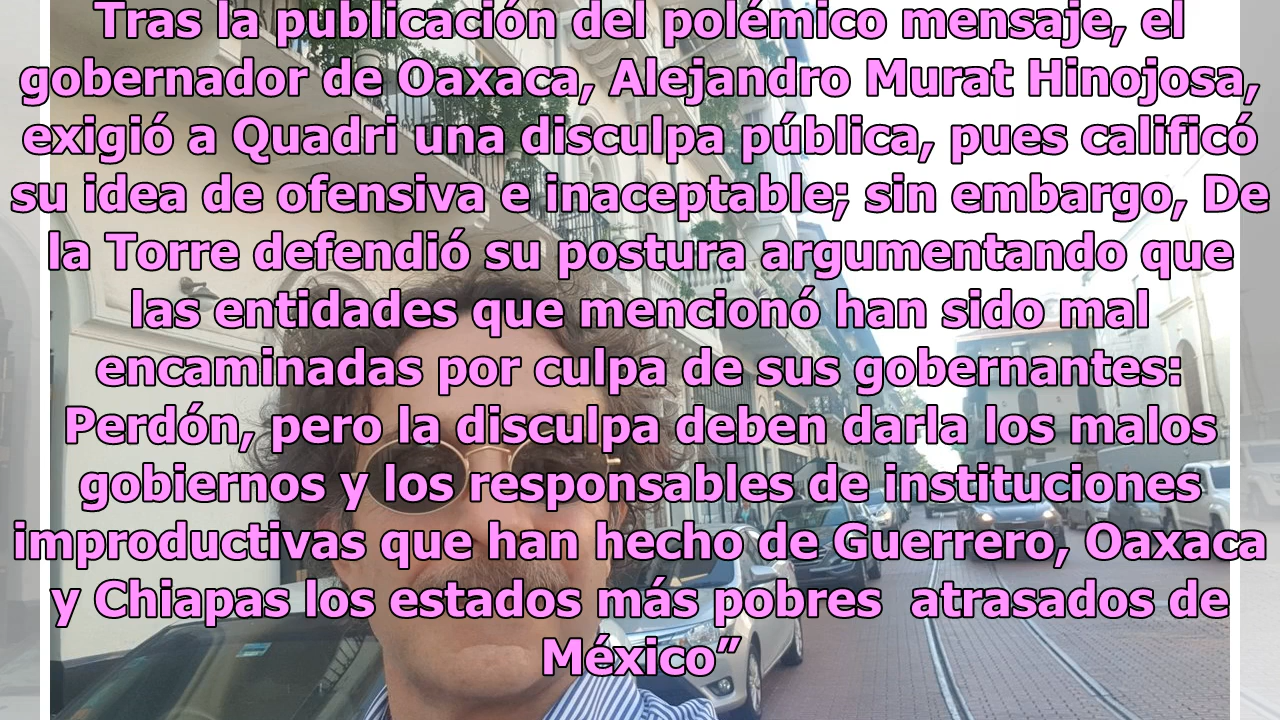 Tras la publicación del polémico mensaje, el
gobernador de Oaxaca, Alejandro Murat Hinojosa,
exigió a Quadri una disculpa pública, pues calificó
su idea de ofensiva e inaceptable; sin embargo, De
la Torre defendió su postura argumentando que
las entidades que mencionó han sido mal
encaminadas por culpa de sus gobernantes:
Perdón, pero la disculpa deben darla los malos
gobiernos y los responsables de instituciones
improductivas que han hecho de Guerrero, Oaxaca
y Chiapas los estados más pobres  atrasados de
México”